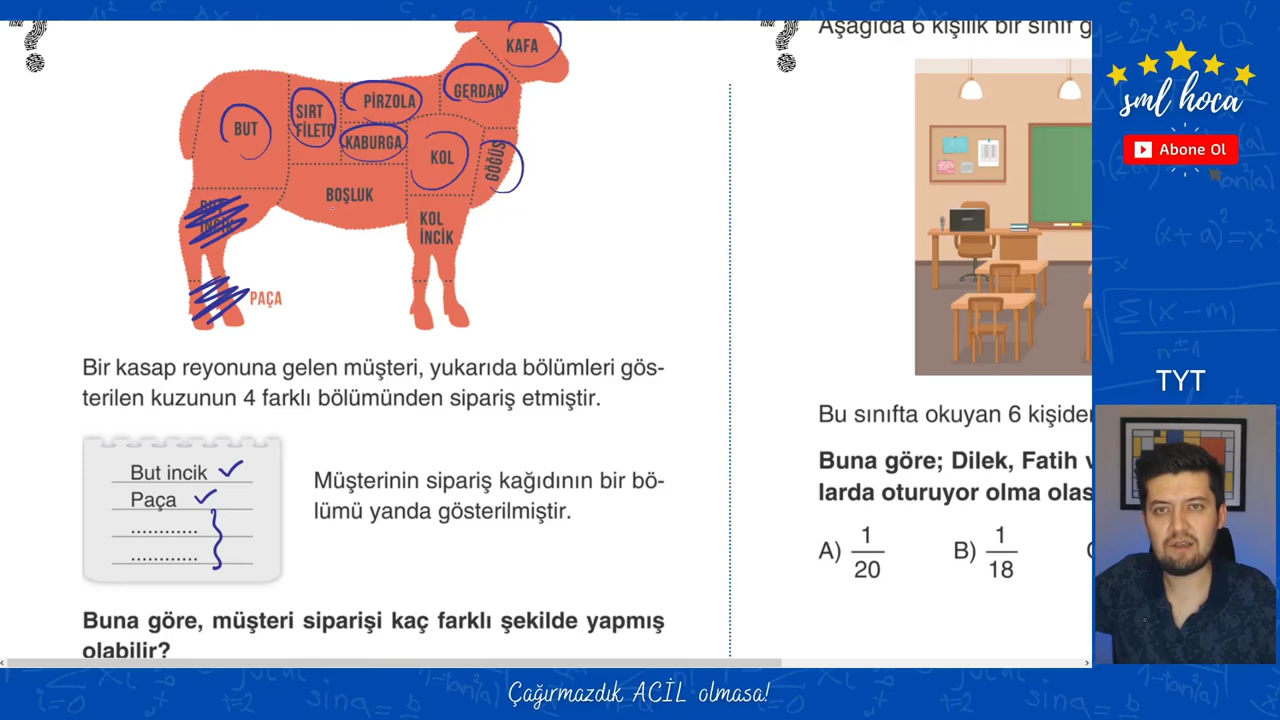 KAFA
GERDAN
PİRZOLA
SIRT
FİLETO
BUT
KABURGA
KOL
GÖĞÜS
BOŞLUK
KOL
İNCİK
PAÇA
Bir kasap reyonuna gelen müşteri, yukarıda bölümleri gös-
terilen kuzunun 4 farklı bölümünden sipariş etmiştir.
But incik
Paça
............
............
Müşterinin sipariş kağıdının bir bö-
lümü yanda gösterilmiştir.
Buna göre, müşteri siparişi kaç farklı şekilde yapmış
olabilir?
Aşağıda 6 kişilik bir sınıf g
Bu sınıfta okuyan 6 kişider
Buna göre; Dilek, Fatih v
larda oturuyor olma olas
A) 1/20
B) 1/18
sml hoca
Abone Ol
TYT
Çağırmazdık ACİL olmasa!